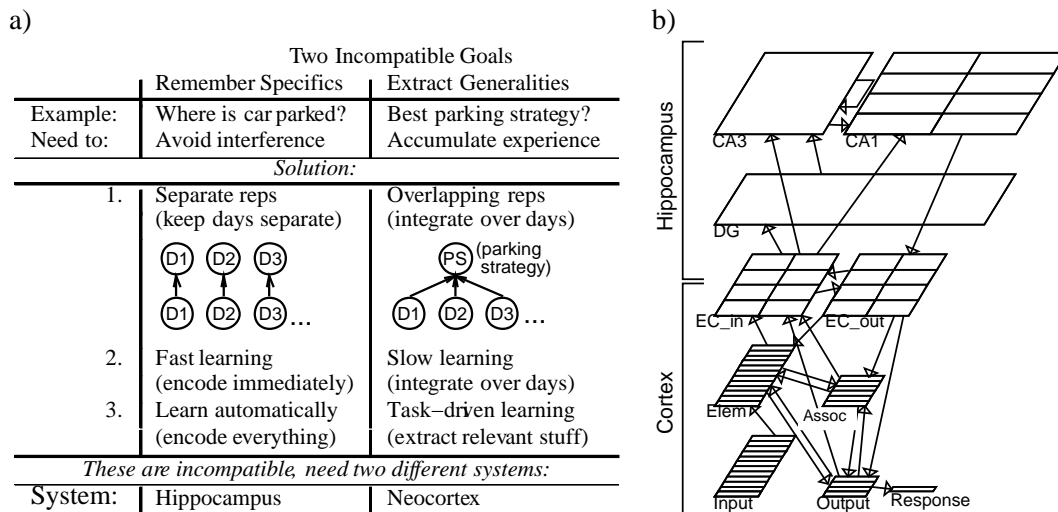 a)
Two Incompatible Goals
Remember Specifics Extract Generalities
Example: Where is car parked? Best parking strategy?
Need to: Avoid interference Accumulate experience
Solution:
1. Separate reps Overlapping reps
(keep days separate) (integrate over days)
D1 D2 D3 PS (parking
strategy)
D1 D2 D3 ... D1 D2 D3 ...
2. Fast learning Slow learning
(encode immediately) (integrate over days)
3. Learn automatically Task-driven learning
(encode everything) (extract relevant stuff)
These are incompatible, need two different systems:
System: Hippocampus Neocortex
b)
Hippocampus
CA3 CA1
DG
Cortex
EC_in EC_out
Elem Assoc
Input Output Response